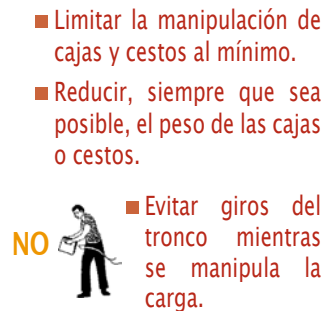 ■ Limitar la manipulación de
cajas y cestos al mínimo.
■ Reducir, siempre que sea
posible, el peso de las cajas
o cestos.
■ Evitar giros del
NO tronco mientras
se manipula la
carga.